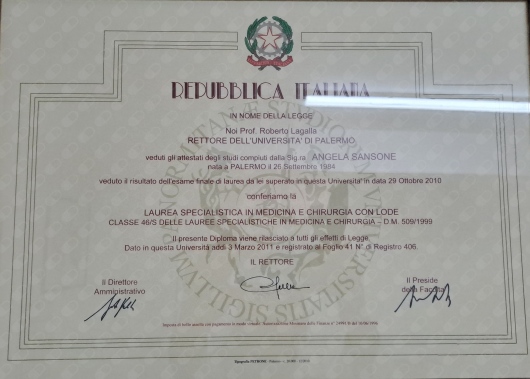 REPUBBLICA ITALIANA
IN NOME DELLA LEGGE
Noi Prof. Roberto Lagalla
RETTORE DELL'UNIVERSITA' DI PALERMO
veduti gli attestati degli studi compiuti dalla Sig.ra ANGELA SANSONE
nata a PALERMO il 26 Settembre 1984
veduto il risultato dell'esame finale di laurea da lei superato in questa Universita' in data 29 Ottobre 2010
conferiamo la
LAUREA SPECIALISTICA IN MEDICINA E CHIRURGIA CON LODE
CLASSE 46/S DELLE LAUREE SPECIALISTICHE IN MEDICINA E CHIRURGIA – D.M. 509/1999
Il presente Diploma viene rilasciato a tutti gli effetti di Legge.
Dato in questa Università addì 3 Marzo 2011 e registrato al Foglio 41 N° di Registro 406.
IL RETTORE
Il Direttore
Amministrativo
Il Preside
della Facoltà